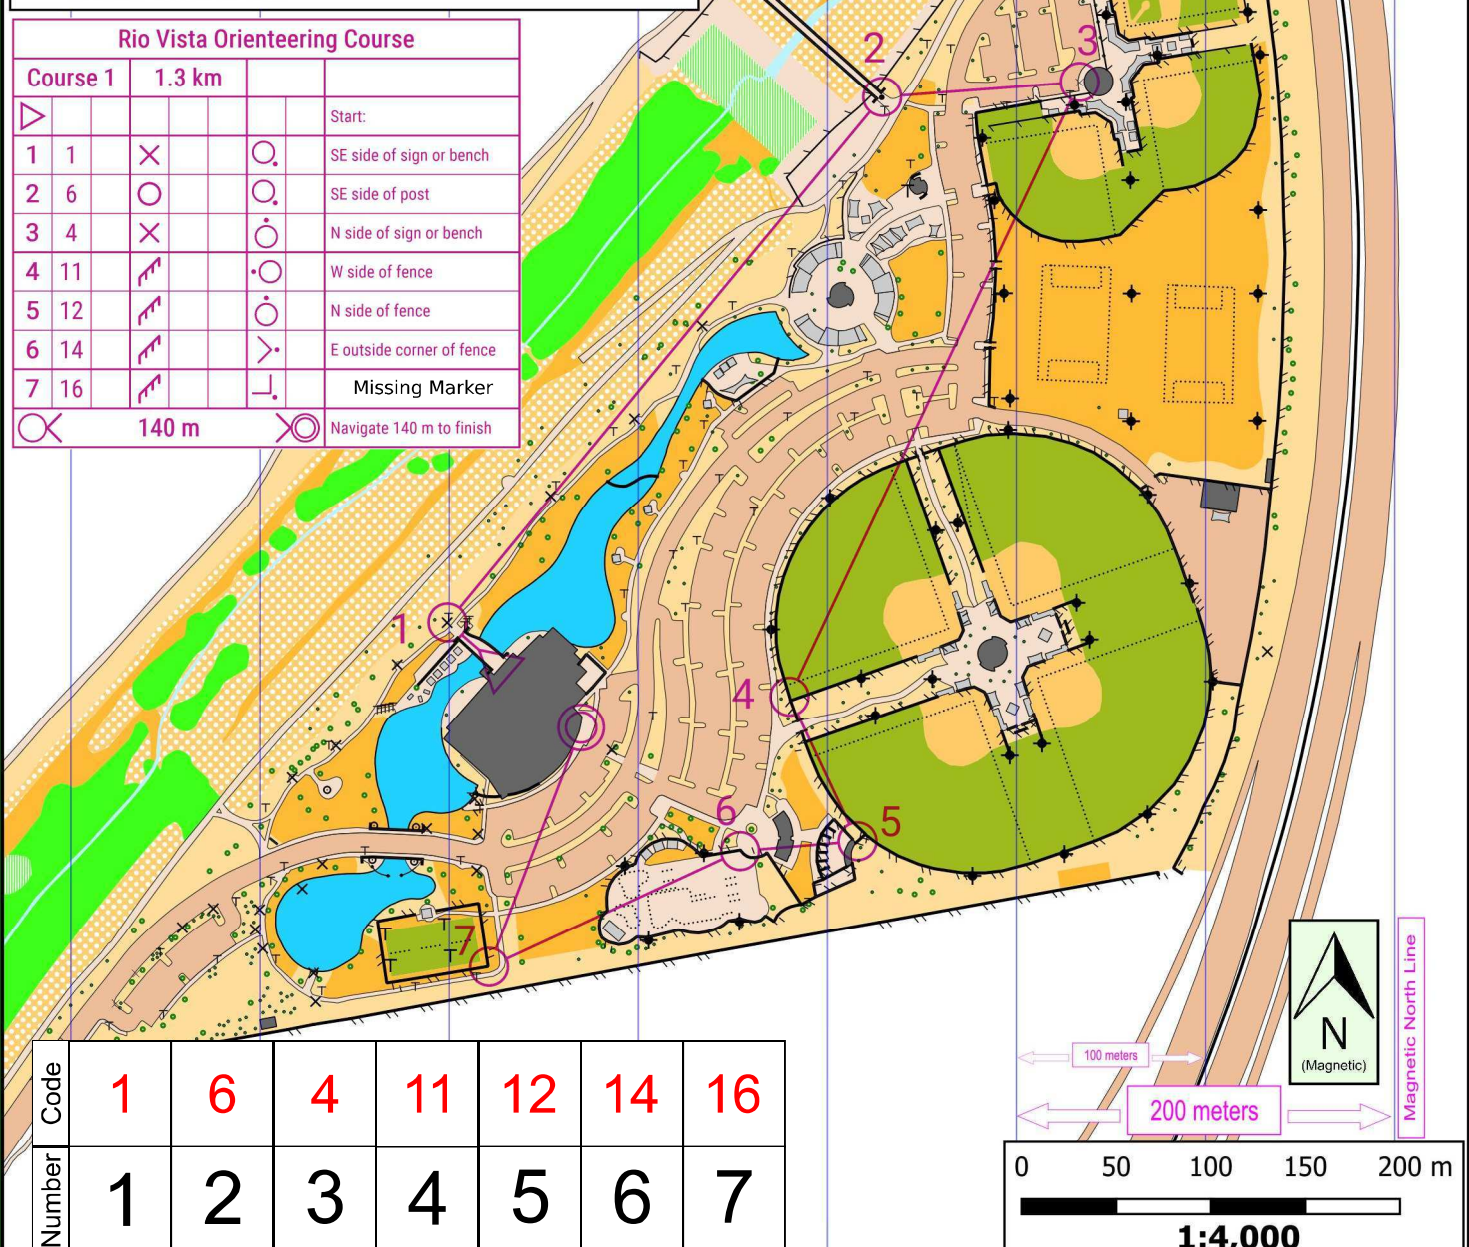 Rio Vista Orienteering Course
Course 1 1.3 km
Start:
1 1 SE side of sign or bench
2 6 SE side of post
3 4 N side of sign or bench
4 11 W side of fence
5 12 N side of fence
6 14 E outside corner of fence
7 16 Missing Marker
140 m Navigate 140 m to finish
2
3
1
4
6
5
7
N
(Magnetic)
Magnetic North Line
100 meters
200 meters
0 50 100 150 200 m
1:4,000
Code 1 6 4 11 12 14 16
Number 1 2 3 4 5 6 7